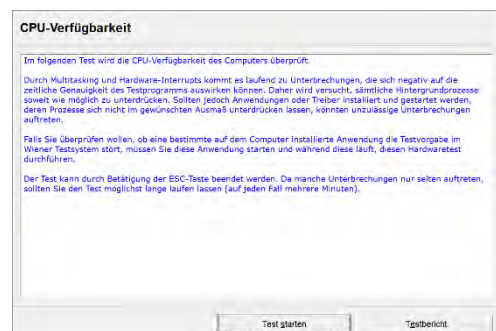 CPU-Verfügbarkeit
Im folgenden Test wird die CPU-Verfügbarkeit des Computers überprüft.
Durch Multitasking und Hardware-Interrupts kommt es laufend zu Unterbrechungen, die sich negativ auf die
zeitliche Genauigkeit des Testprogramms auswirken können. Daher wird versucht, sämtliche Hintergrundprozesse
soweit wie möglich zu unterdrücken. Sollten jedoch Anwendungen oder Treiber installiert und gestartet werden,
deren Prozesse sich nicht im gewünschten Ausmaß unterdrücken lassen, könnten unzulässige Unterbrechungen
auftreten.
Falls Sie überprüfen wollen, ob eine bestimmte auf dem Computer installierte Anwendung die Testvorgabe im
Wiener Testsystem stört, müssen Sie diese Anwendung starten und während diese läuft, diesen Hardwaretest
durchführen.
Der Test kann durch Betätigung der ESC-Taste beendet werden. Da manche Unterbrechungen nur selten auftreten,
sollten Sie den Test möglichst lange laufen lassen (auf jeden Fall mehrere Minuten).
Test starten
Testbericht